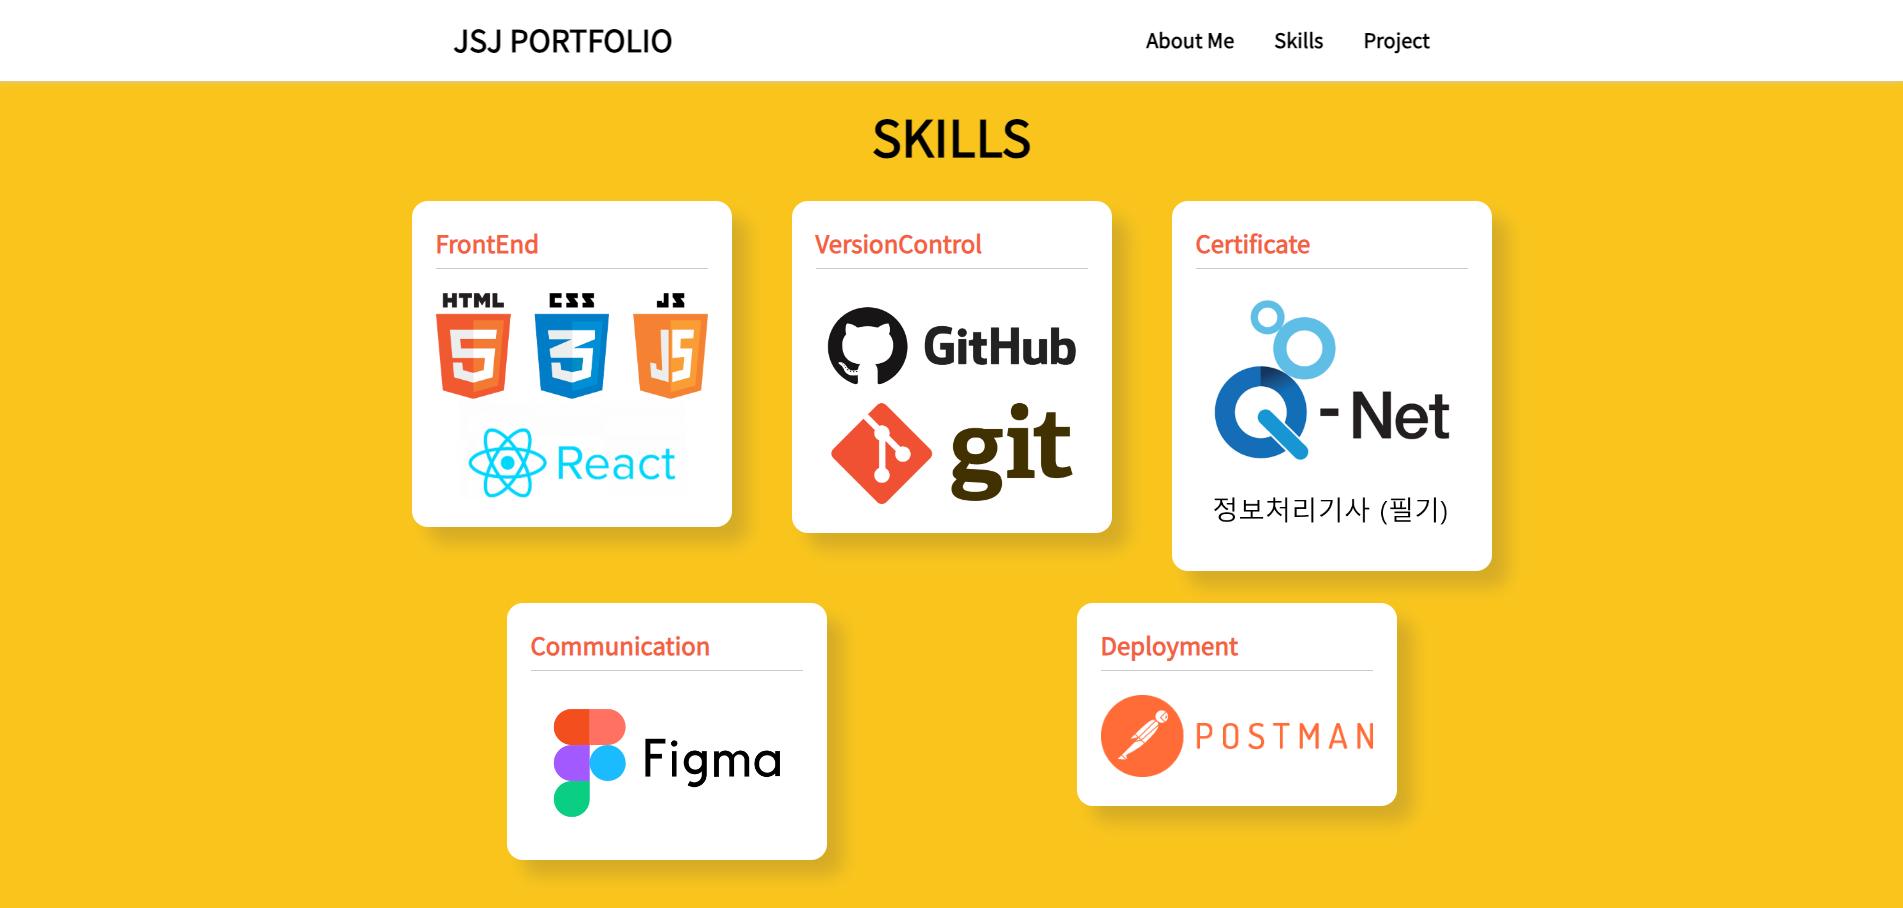 JSJ PORTFOLIO
About Me
Skills
Project
SKILLS
FrontEnd
HTML
CSS
JS
5
3
JS
React
VersionControl
GitHub
git
Certificate
Q-Net
정보처리기사 (필기)
Communication
Figma
Deployment
POSTMAN